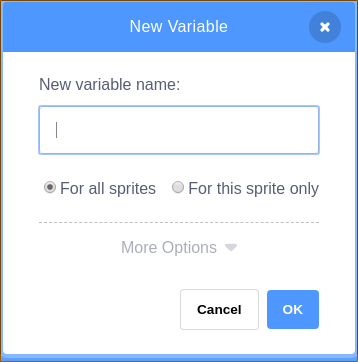 New Variable
New variable name:
For all sprites For this sprite only
More Options
Cancel OK